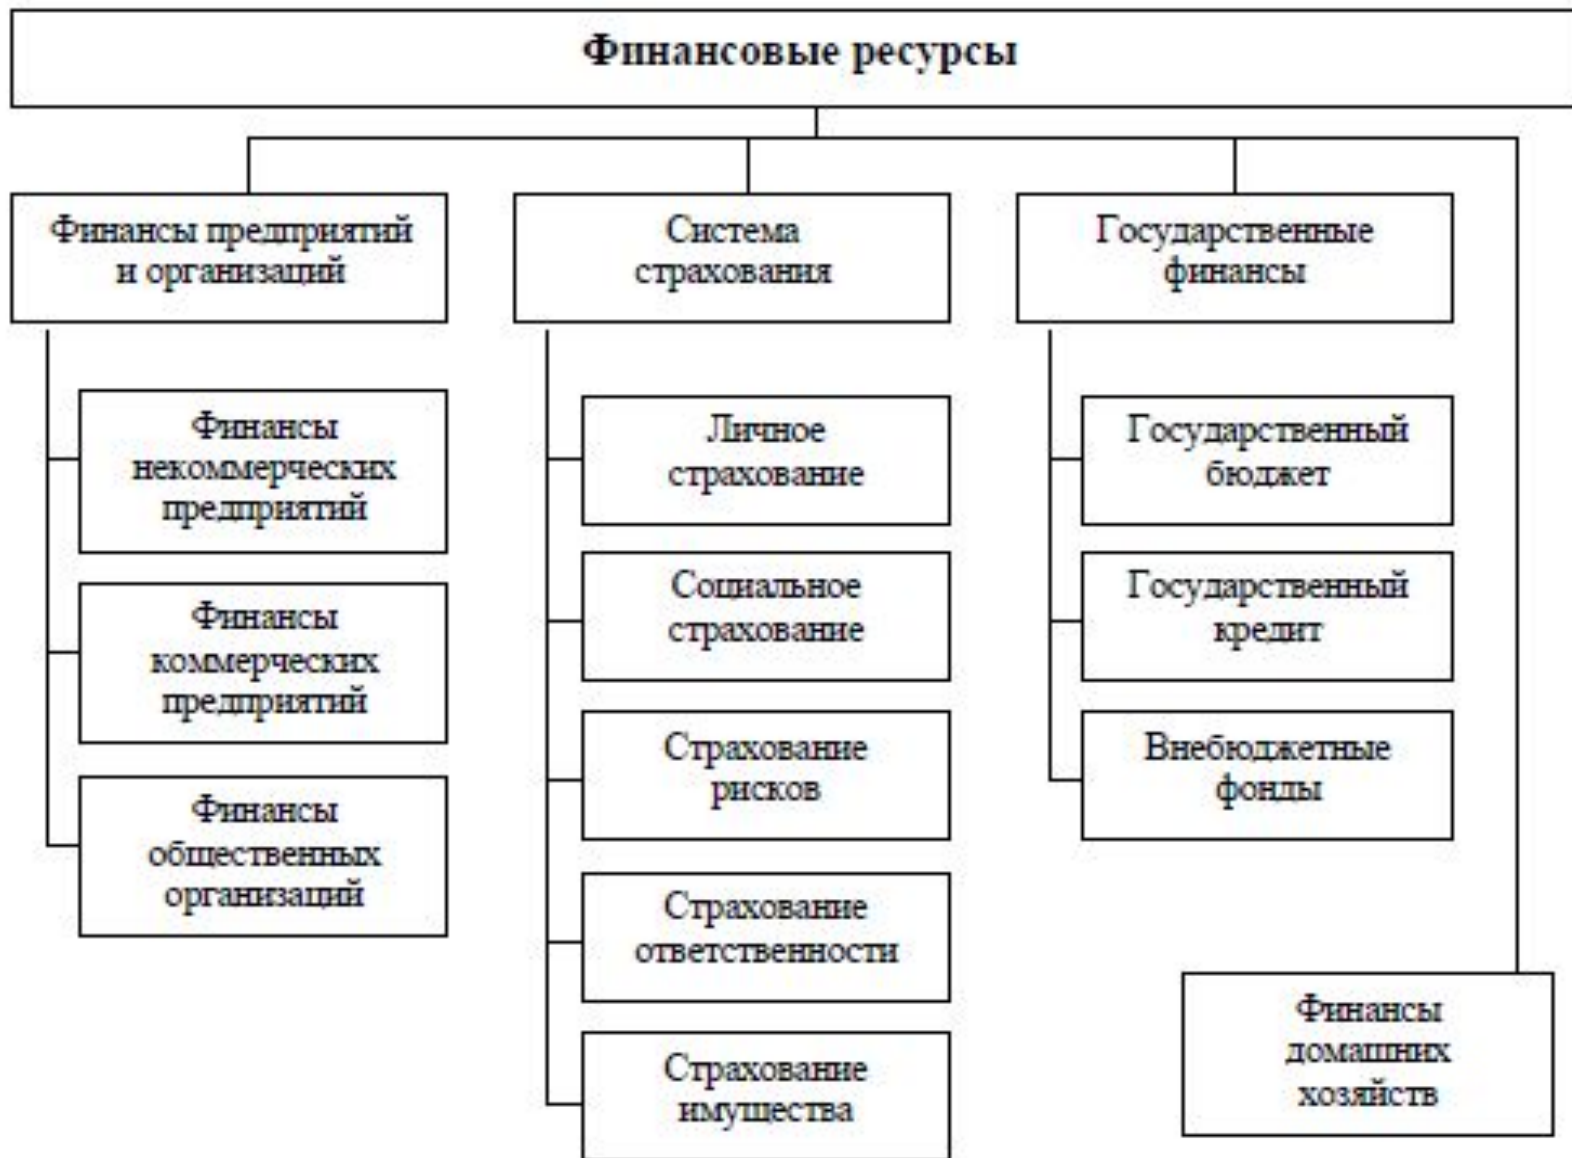 Финансовые ресурсы
Финансы предприятий
и организаций
Финансы
некоммерческих
предприятий
Финансы
коммерческих
предприятий
Финансы
общественных
организаций
Система
страхования
Личное
страхование
Социальное
страхование
Страхование
рисков
Страхование
ответственности
Страхование
имущества
Государственные
финансы
Государственный
бюджет
Государственный
кредит
Внебюджетные
фонды
Финансы
домашних
хозяйств